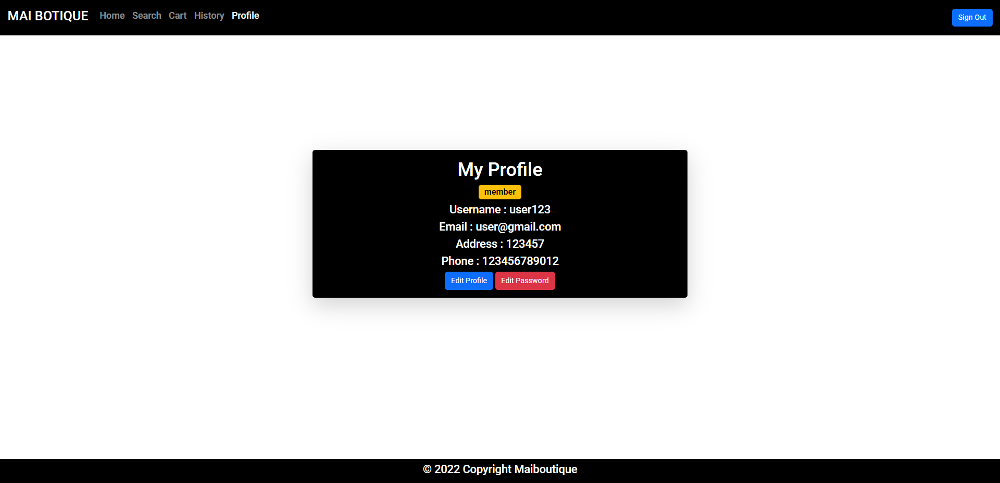 MAI BOTIQUE Home Search Cart History Profile Sign Out
My Profile
member
Username : user123
Email : user@gmail.com
Address : 123457
Phone : 123456789012
Edit Profile Edit Password
© 2022 Copyright Maiboutique